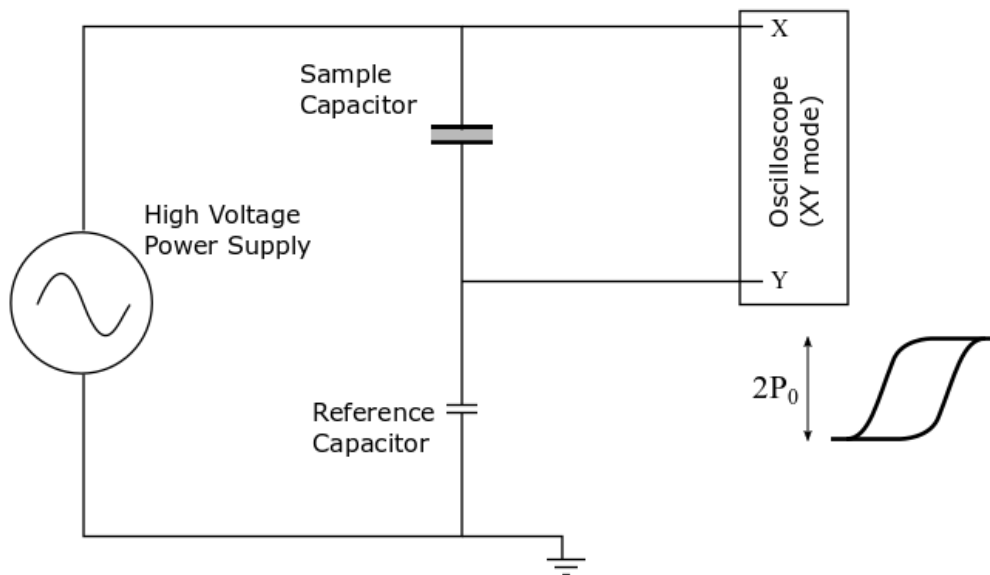 X
Sample
Capacitor
Oscilloscope
(XY mode)
High Voltage
Power Supply
Y
2P₀
Reference
Capacitor